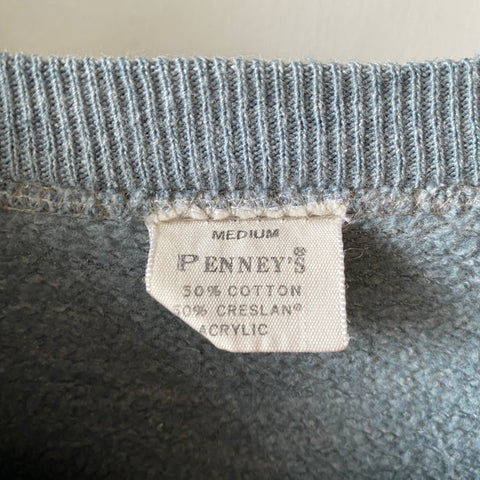 MEDIUM
PENNEY'S®
50% COTTON
50% CRESLAN®
ACRYLIC